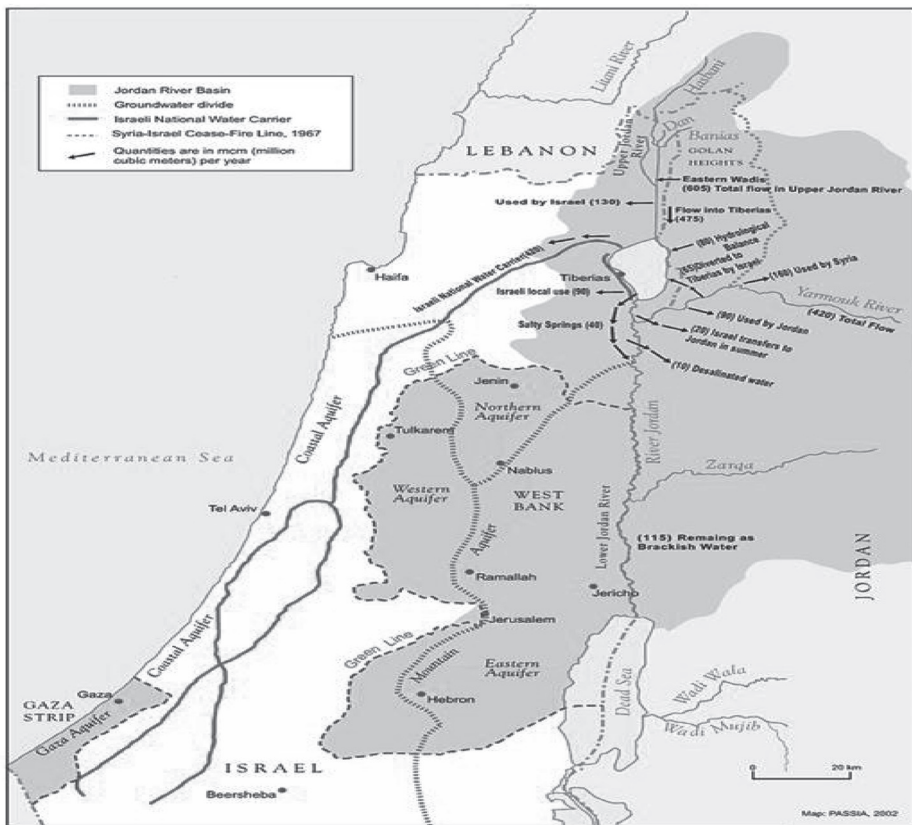 Jordan River Basin
Groundwater divide
Israeli National Water Carrier
Syria-Israel Cease-Fire Line, 1967
Quantities are in mcm (million
cubic meters) per year
Litani River
Hasbani
Dan
Banias
GOLAN
HEIGHTS
LEBANON
Upper Jordan
River
Eastern Wadis
(605) Total flow in Upper Jordan River
Used by Israel (130)
Flow into Tiberias
(475)
(80) Hydrological
Balance
(65)Diverted to
Tiberias by Israel
(160) Used by Syria
Haifa
Israeli National Water Carrier(420)
Tiberias
Israeli local use (90)
Yarmouk River
(420) Total Flow
(90) Used by Jordan
(20) Israel transfers to
Jordan in summer
Salty Springs (40)
(10) Desalinated water
Green Line
Jenin
Northern
Aquifer
Coastal Aquifer
Tulkarem
Mediterranean Sea
Nablus
River Jordan
Zarqa
Western
Aquifer
WEST
BANK
Tel Aviv
Aquifer
Lower Jordan River
(115) Remaing as
Brackish Water
Ramallah
Jericho
JORDAN
Jerusalem
Coastal Aquifer
Green Line
Mountain
Eastern
Aquifer
Dead Sea
Wadi Wala
Gaza
Hebron
GAZA
STRIP
Gaza Aquifer
Wadi Mujib
ISRAEL
Beersheba
0 20 km
Map: PASSIA, 2002